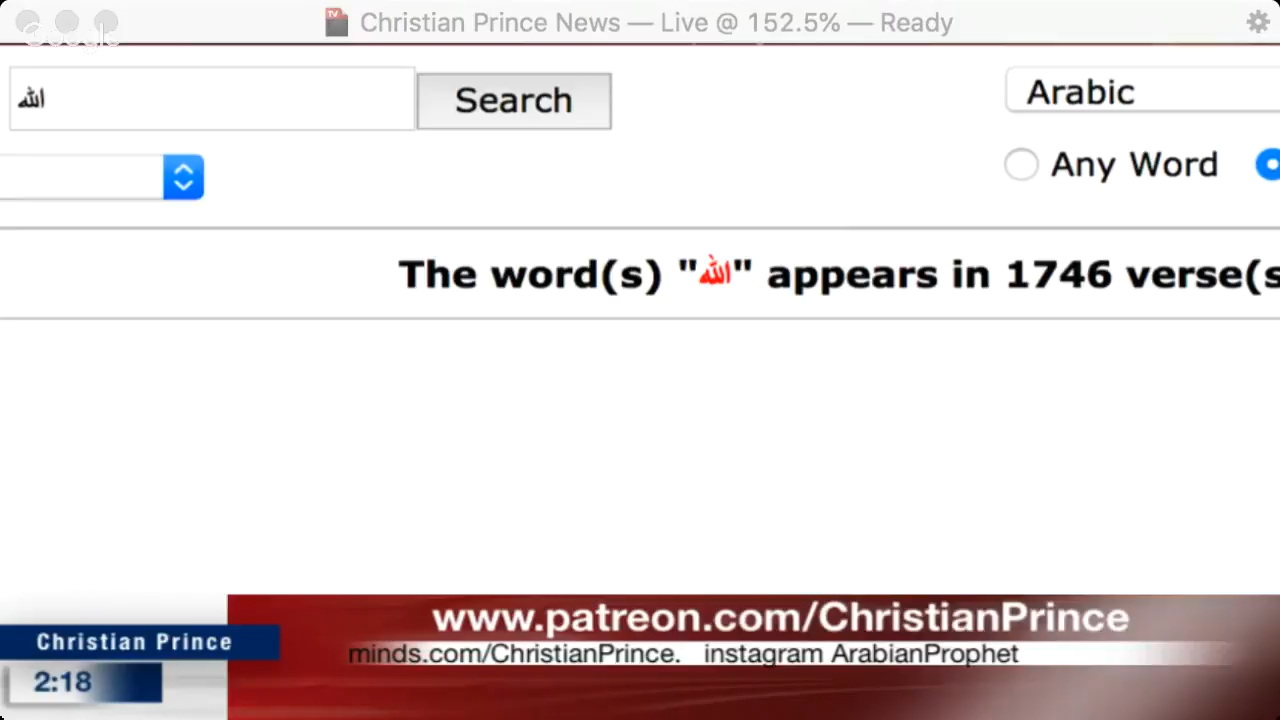 Christian Prince News — Live @ 152.5% — Ready
Google
الله Search Arabic
Any Word
The word(s) "الله" appears in 1746 verse(s
www.patreon.com/ChristianPrince
Christian Prince
minds.com/ChristianPrince. instagram ArabianProphet
2:18